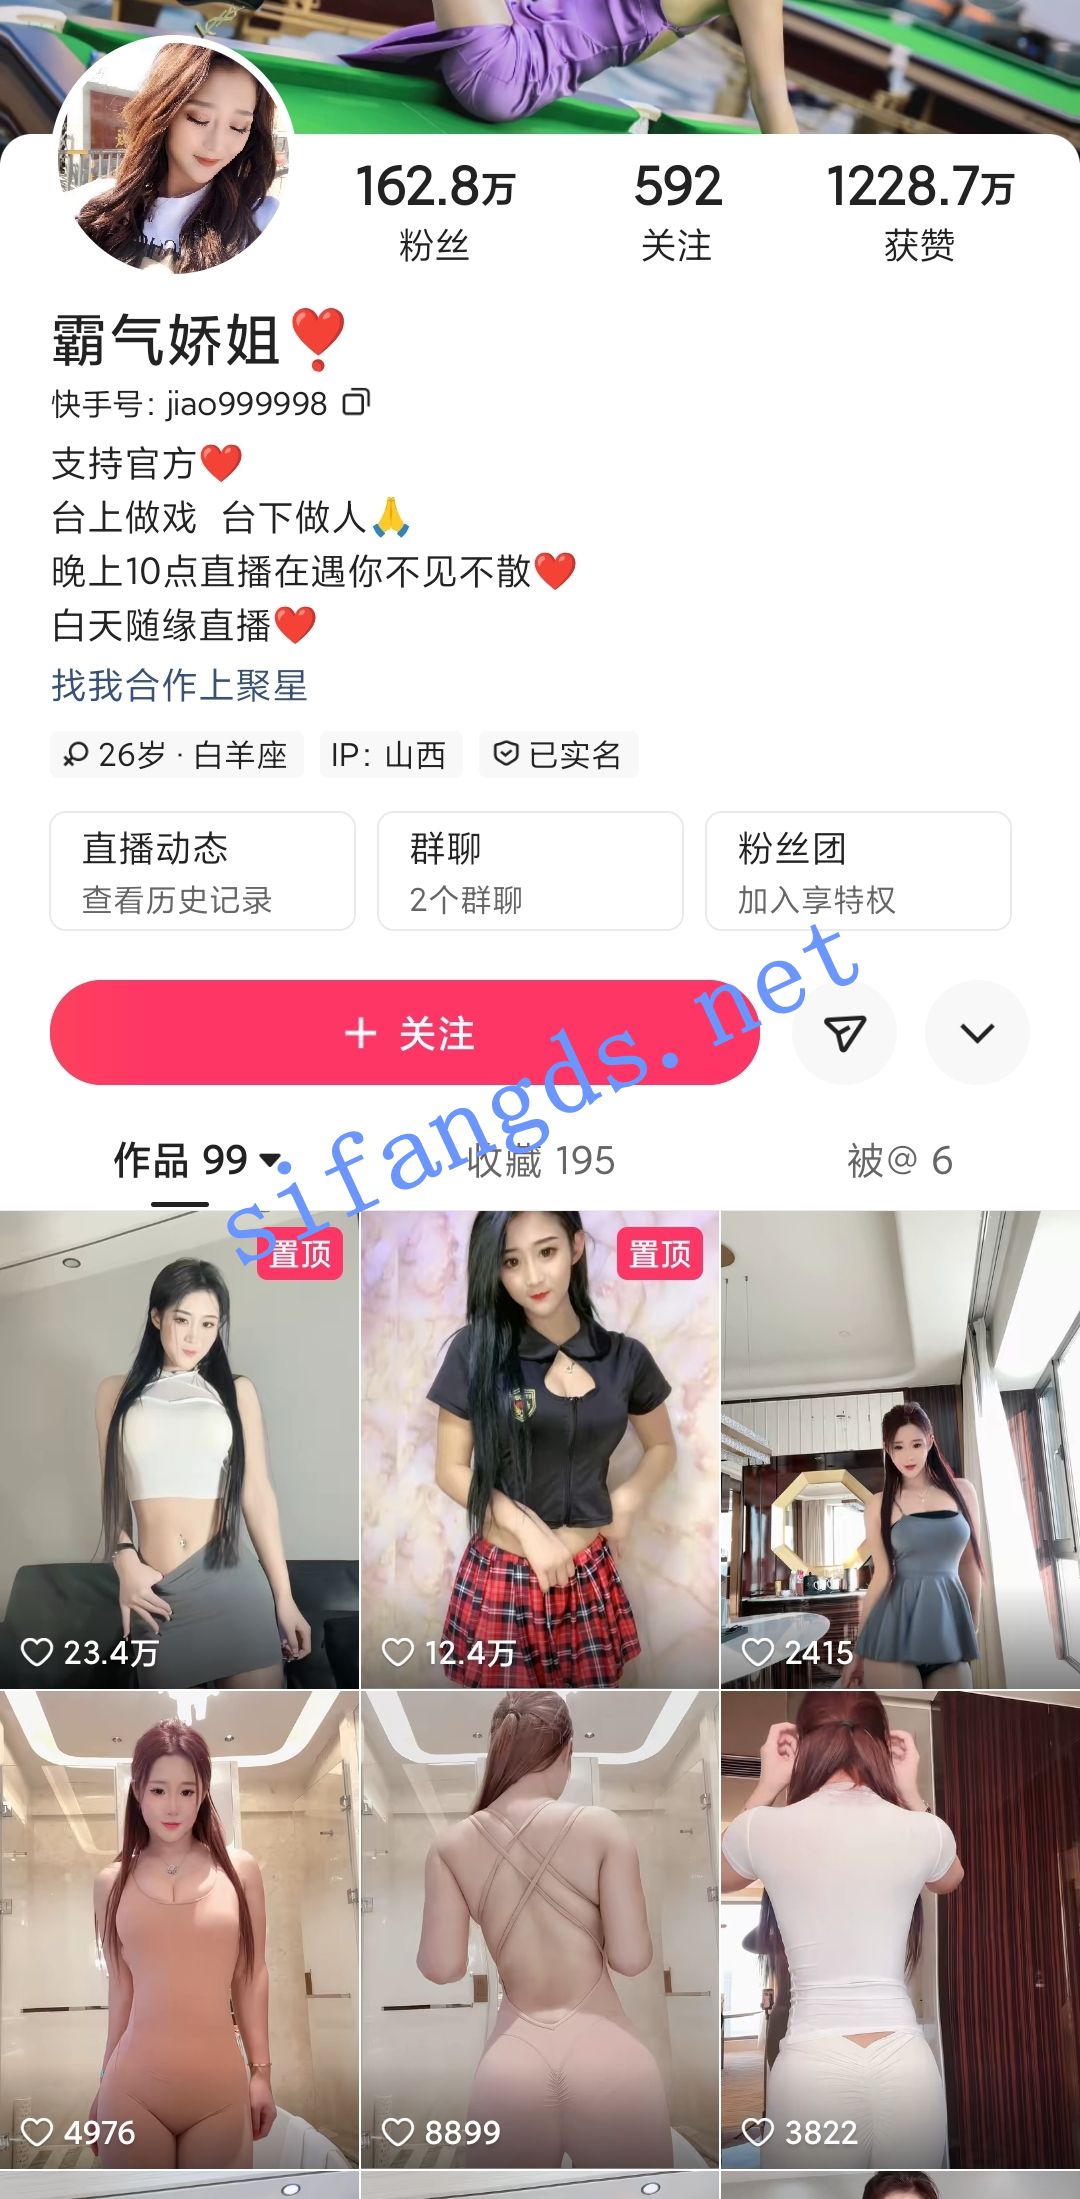 162.8万 592 1228.7万
粉丝 关注 获赞
霸气娇姐❣️
快手号: jiao999998
支持官方❤️
台上做戏 台下做人🙏
晚上10点直播在遇你不见不散❤️
白天随缘直播❤️
找我合作上聚星
26岁 · 白羊座 IP: 山西 已实名
直播动态 群聊 粉丝团
查看历史记录 2个群聊 加入享特权
+ 关注
sifangds.net
作品 99 收藏 195 被@ 6
置顶 置顶
23.4万 12.4万 2415
4976 8899 3822